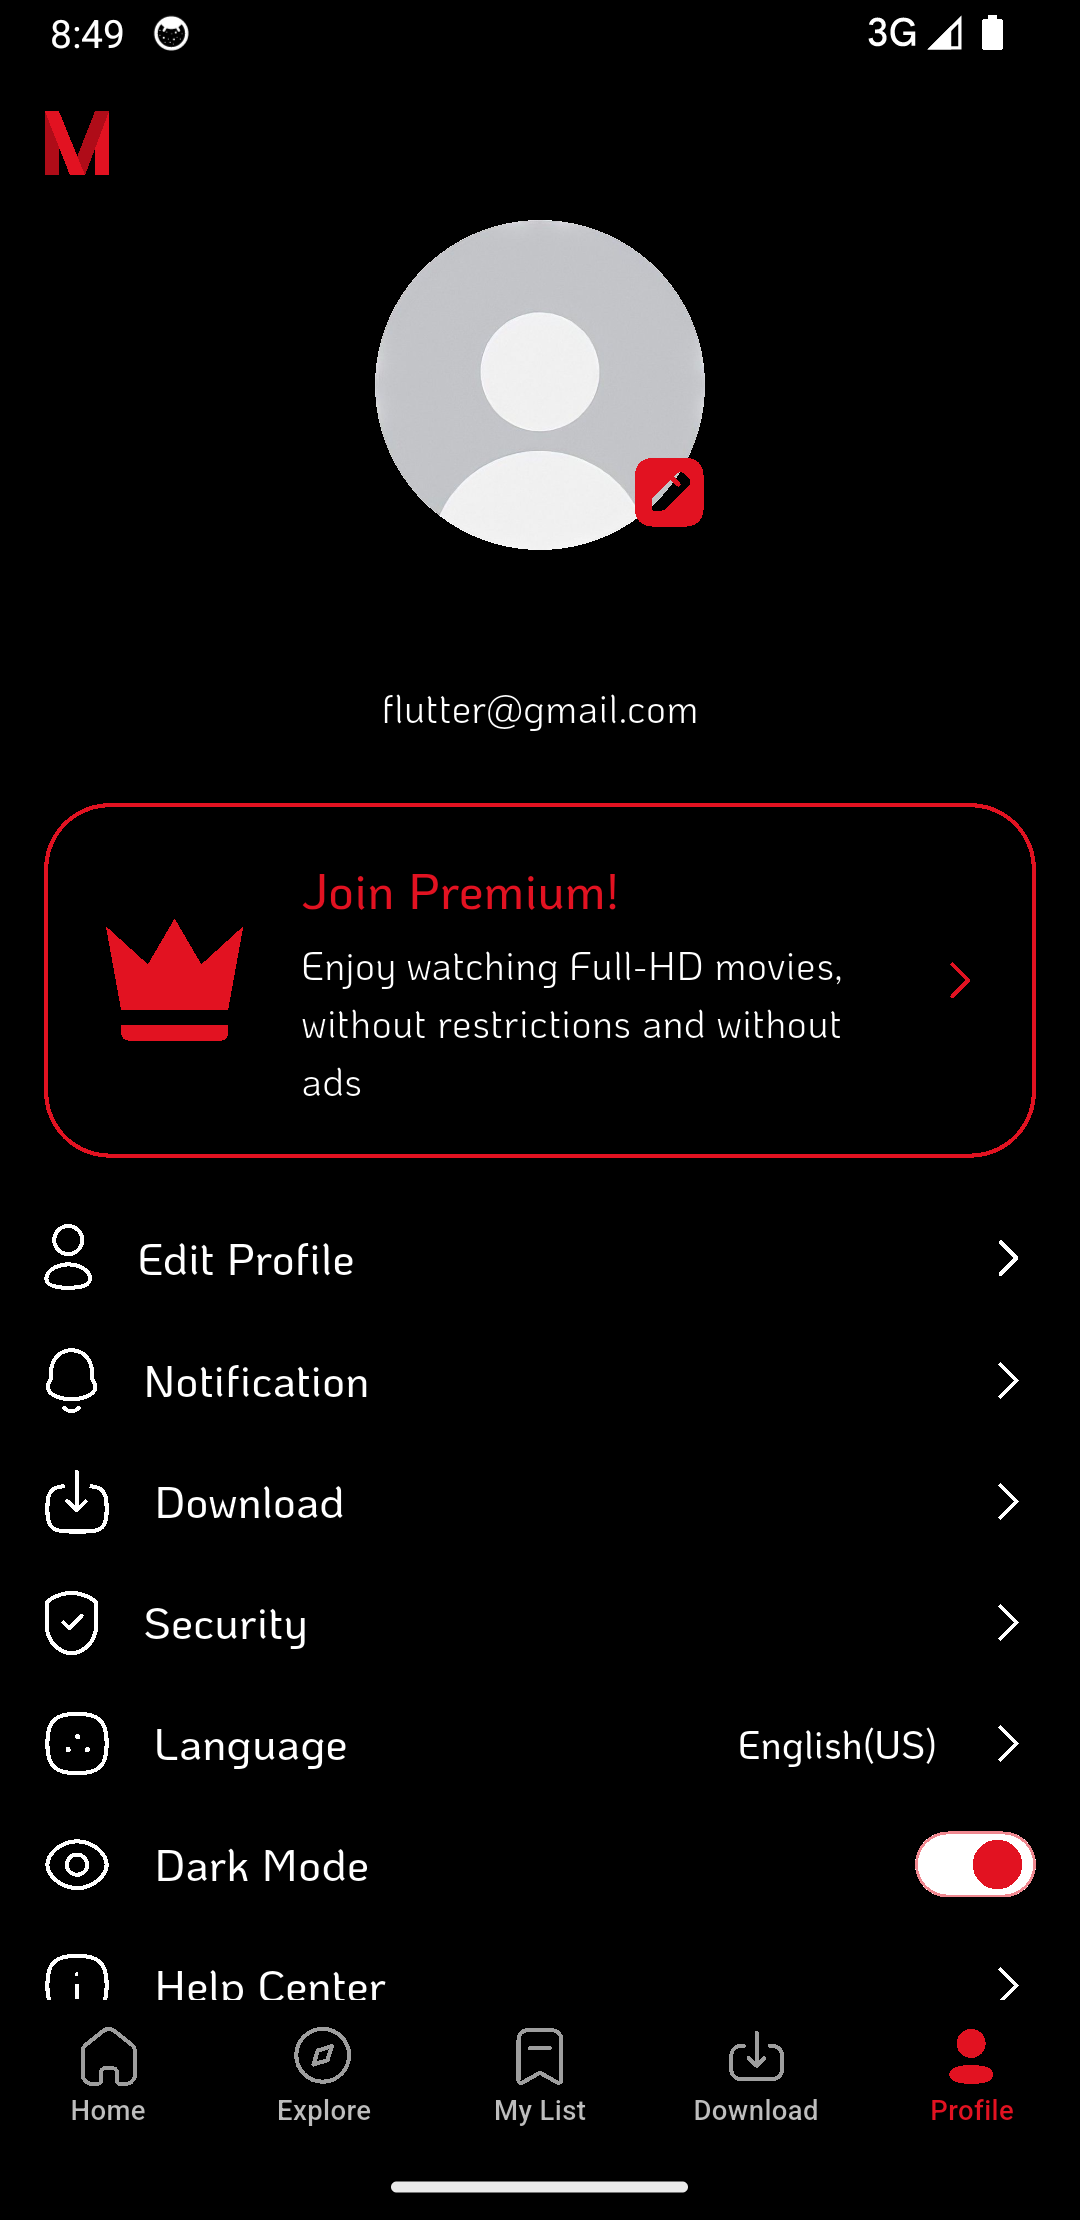 8:49
3G
M
flutter@gmail.com
Join Premium!
Enjoy watching Full-HD movies,
without restrictions and without
ads
Edit Profile
Notification
Download
Security
Language English(US)
Dark Mode
Help Center
Home Explore My List Download Profile